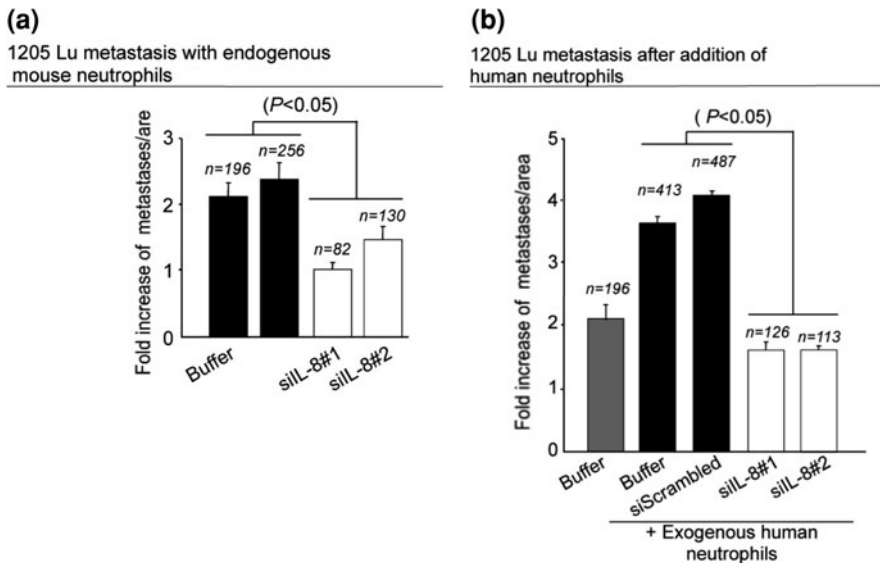 (a)
1205 Lu metastasis with endogenous
mouse neutrophils
(P<0.05)
Fold increase of metastases/are
3
2
1
0
n=196
n=256
n=82
n=130
Buffer
siIL-8#1
siIL-8#2
(b)
1205 Lu metastasis after addition of
human neutrophils
( P<0.05)
Fold increase of metastases/area
5
4
3
2
1
0
n=196
n=413
n=487
n=126
n=113
Buffer
Buffer
siScrambled
siIL-8#1
siIL-8#2
+ Exogenous human
neutrophils